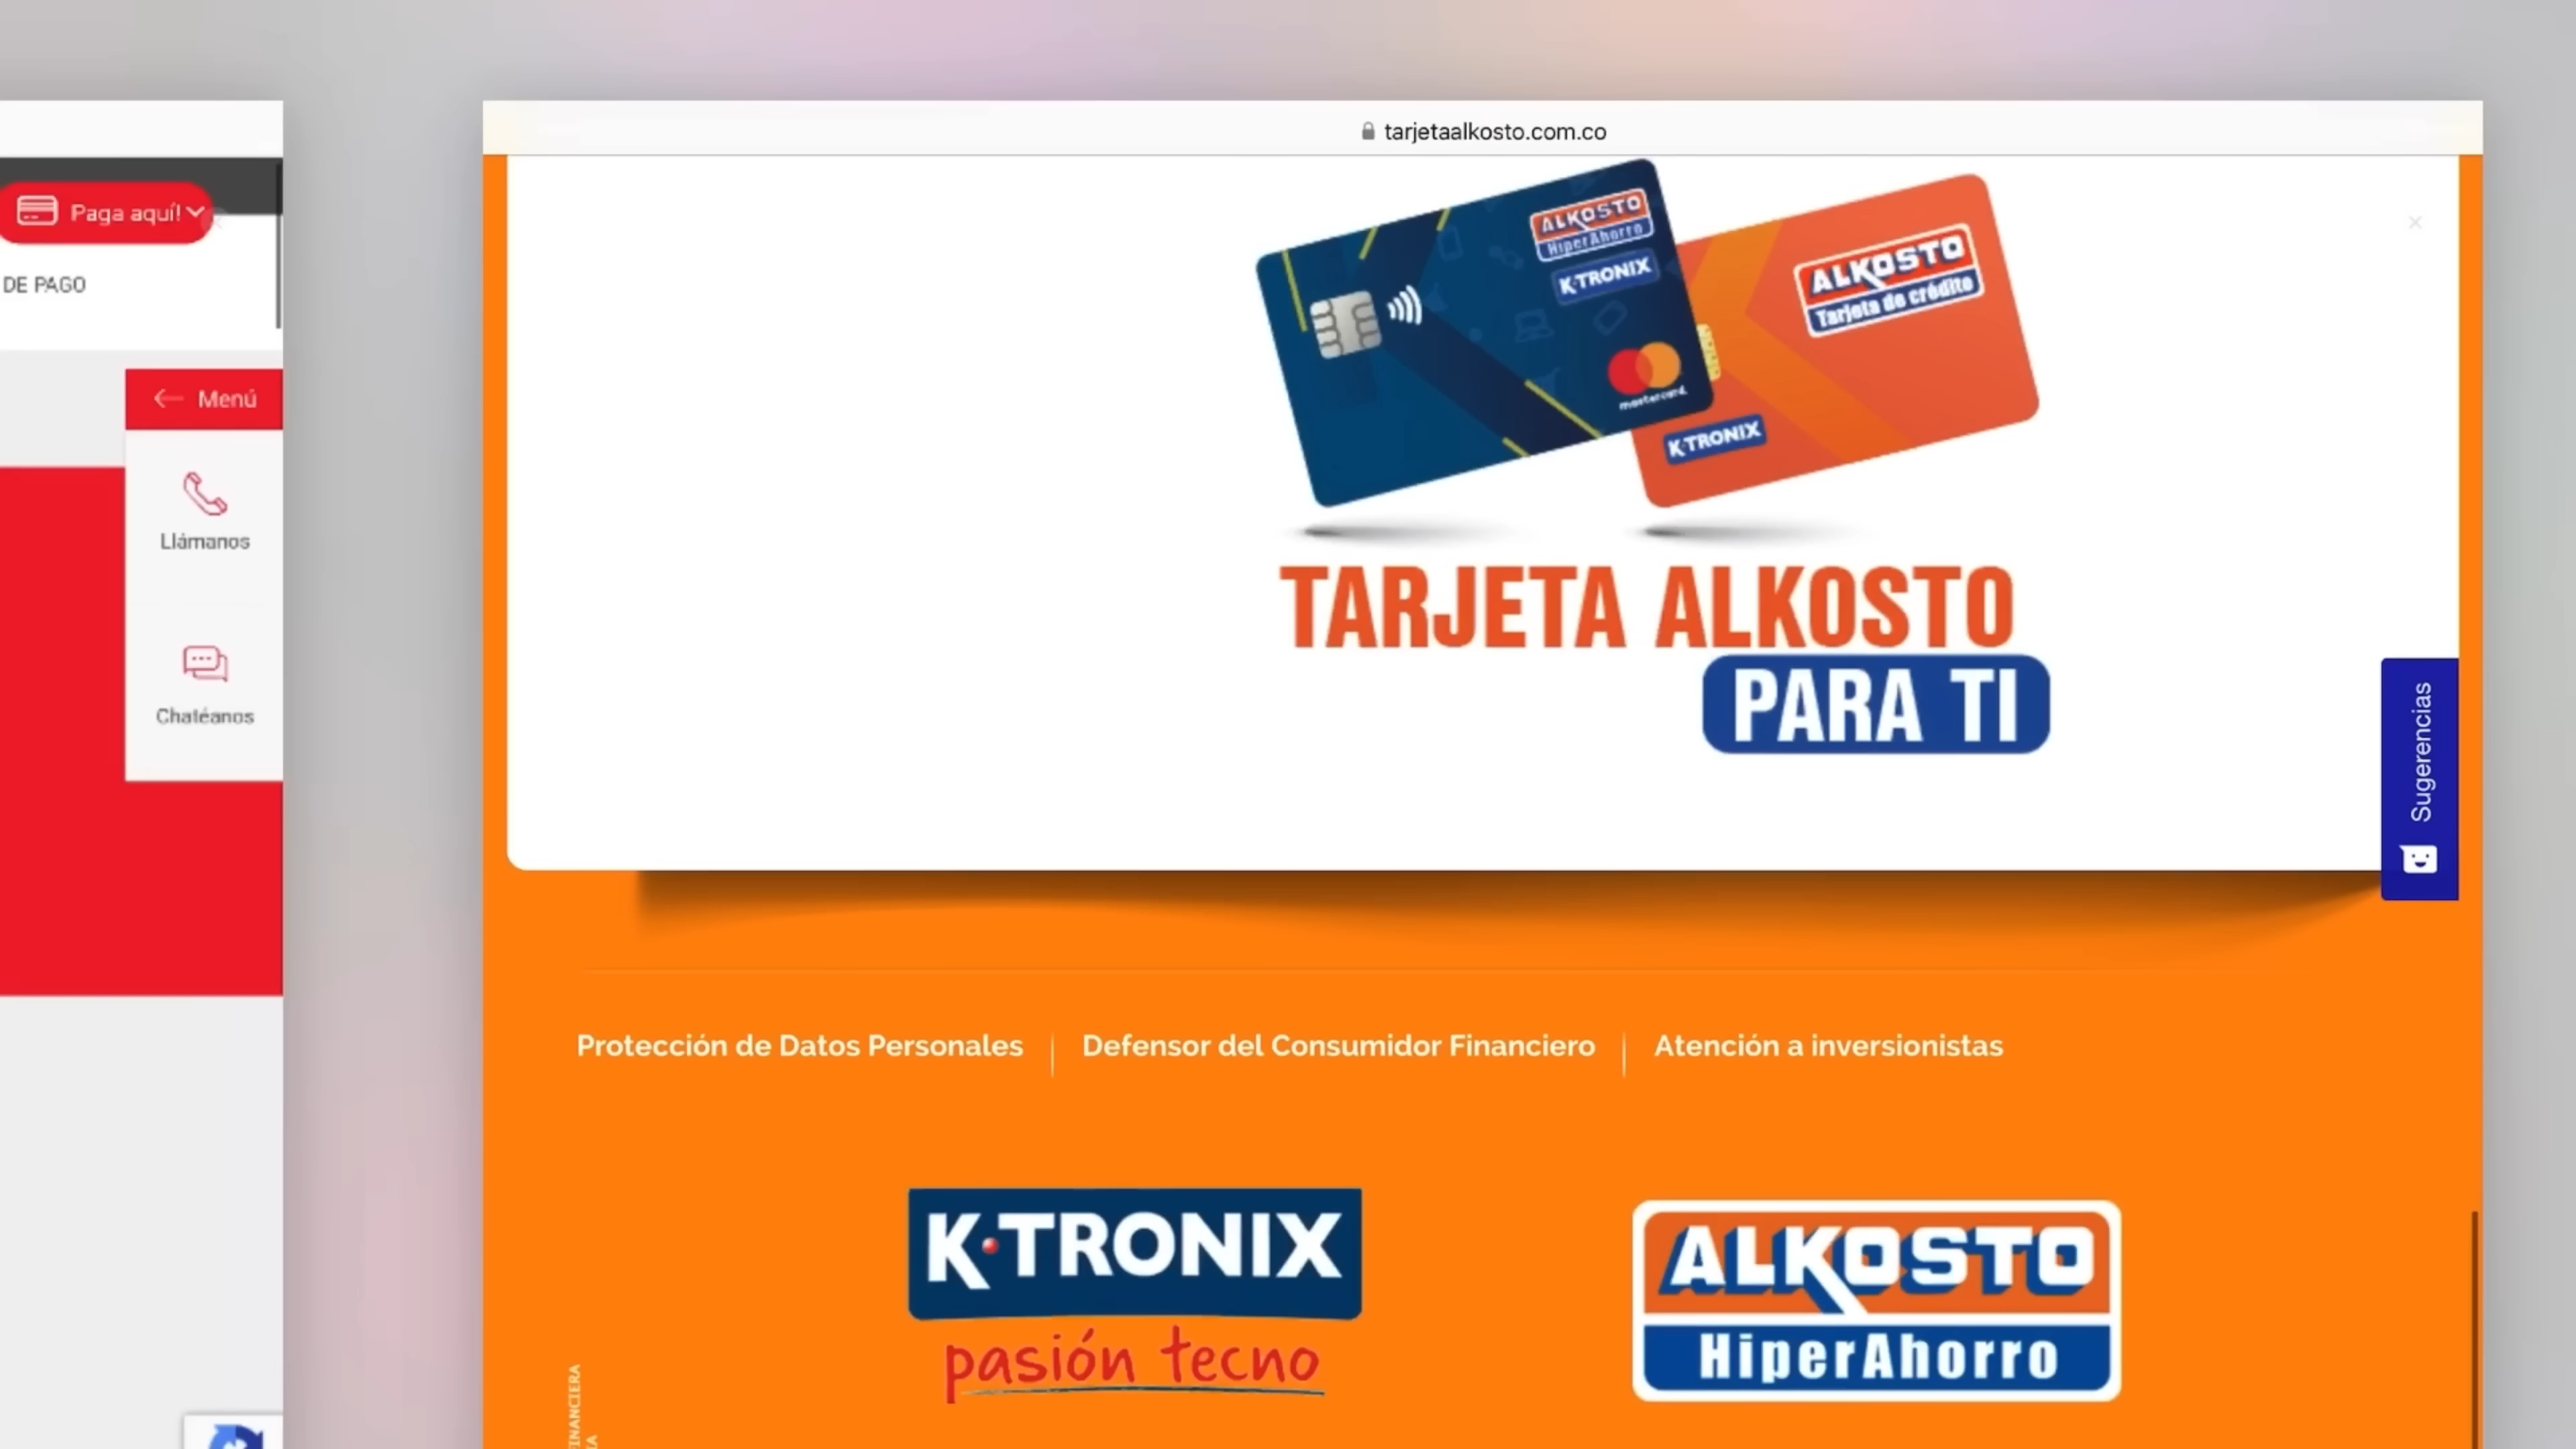 Paga aquí!
DE PAGO
Menú
Llámanos
Chatéanos
tarjetaalkosto.com.co
ALKOSTO
HiperAhorro
K·TRONIX
mastercard.
ALKOSTO
Tarjeta de crédito
K·TRONIX
TARJETA ALKOSTO
PARA TI
Sugerencias
Protección de Datos Personales
Defensor del Consumidor Financiero
Atención a inversionistas
K·TRONIX
pasión tecno
ALKOSTO
HiperAhorro